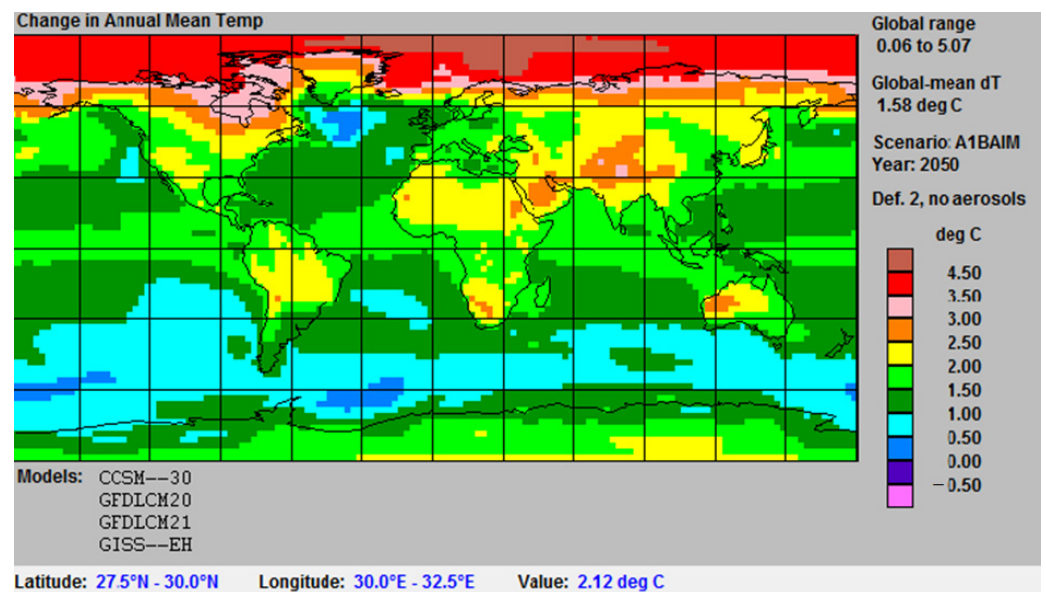 Change in Annual Mean Temp
Global range
0.06 to 5.07
Global-mean dT
1.58 deg C
Scenario: A1BAIM
Year: 2050
Def. 2, no aerosols
deg C
4.50
3.50
3.00
2.50
2.00
1.50
1.00
0.50
0.00
−0.50
Models: CCSM--30
GFDLCM20
GFDLCM21
GISS--EH
Latitude: 27.5°N - 30.0°N Longitude: 30.0°E - 32.5°E Value: 2.12 deg C